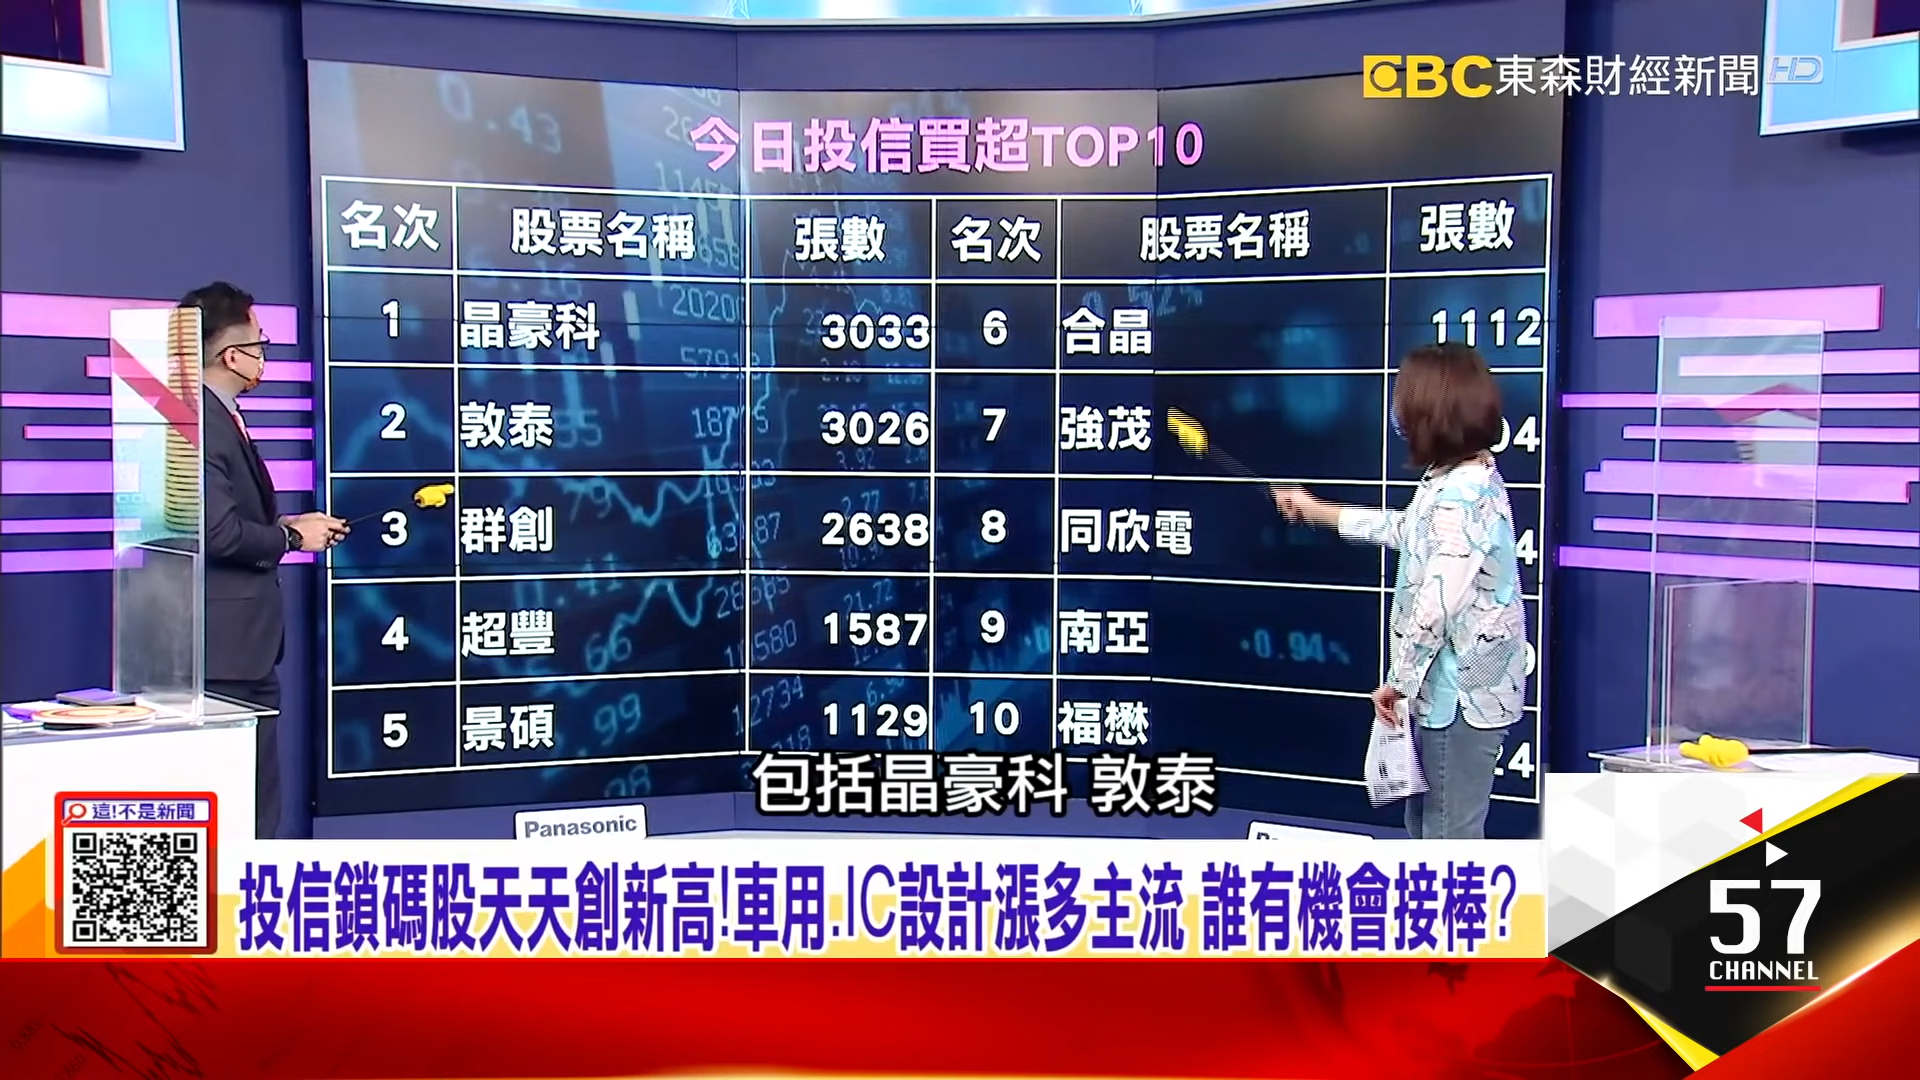 EBC東森財經新聞HD
今日投信買超TOP10
名次 股票名稱 張數 名次 股票名稱 張數
1 晶豪科 3033 6 合晶 1112
2 敦泰 3026 7 強茂
3 群創 2638 8 同欣電
4 超豐 1587 9 南亞
5 景碩 1129 10 福懋
包括晶豪科 敦泰
Panasonic
這!不是新聞
投信鎖碼股天天創新高!車用.IC設計漲多主流 誰有機會接棒?
57
CHANNEL